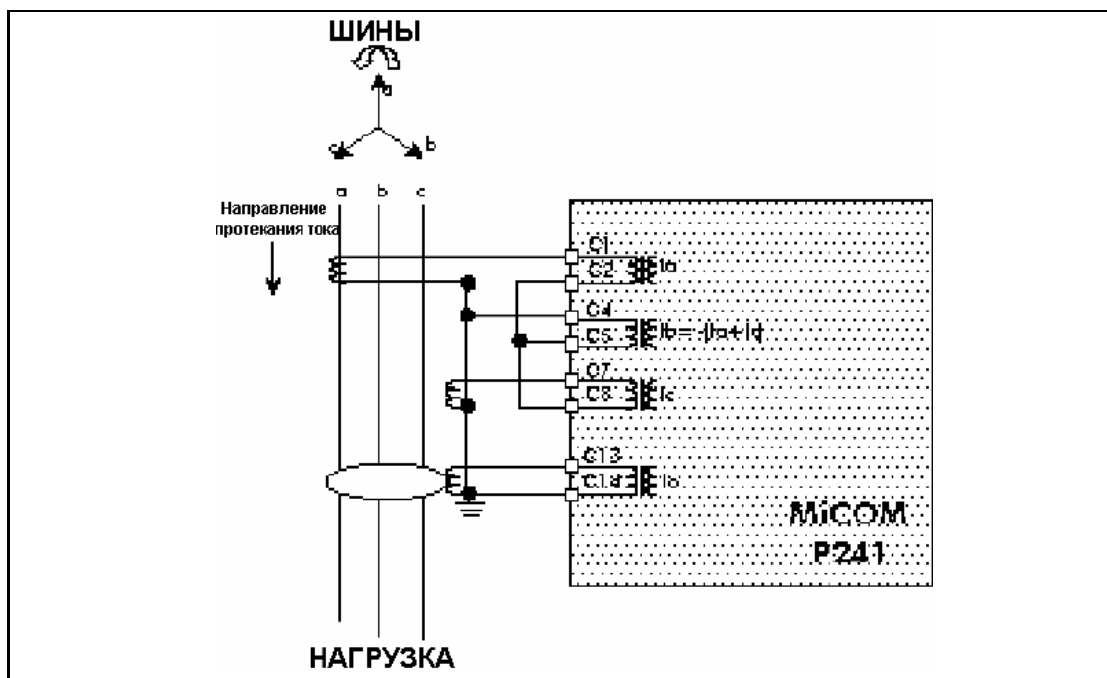 ШИНЫ
a
c
b
a b c
Направление
протекания тока
C1
C2
Ia
C4
C5
Ib = -[Ia+Ic]
C7
C8
Ic
C13
C14
Io
MiCOM
P241
НАГРУЗКА